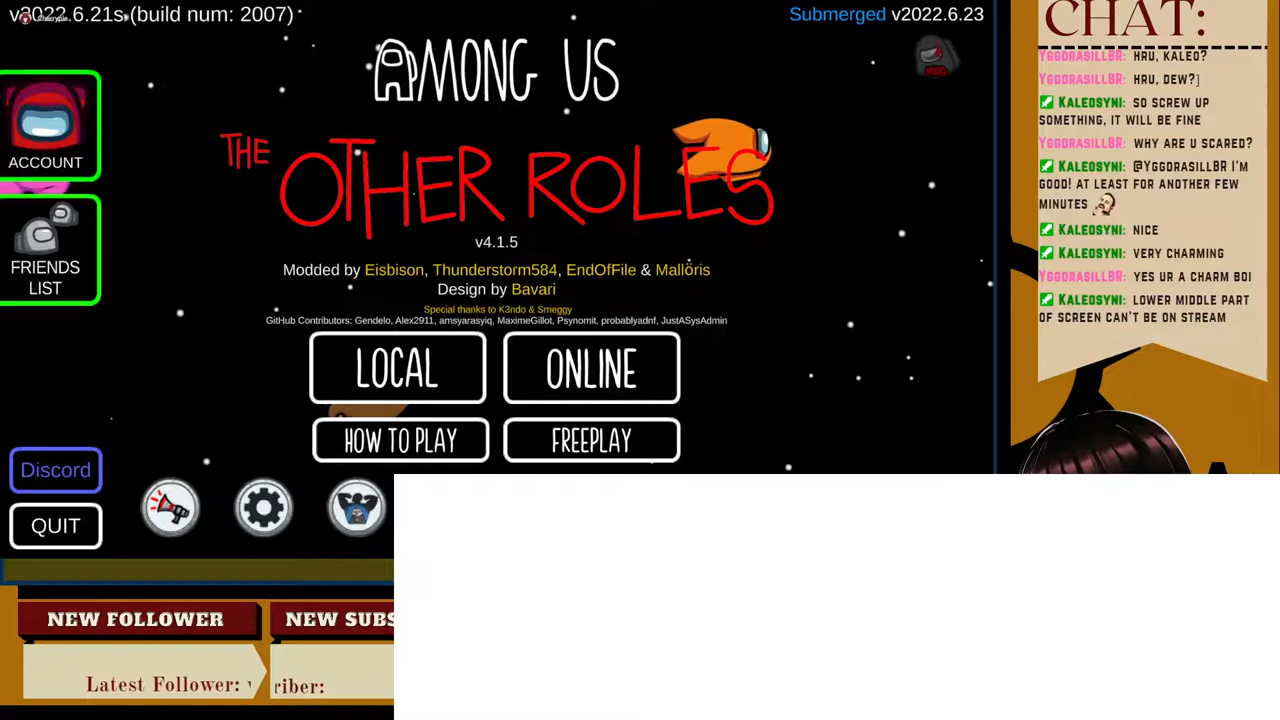 v2022.6.21s (build num: 2007)
Submerged v2022.6.23
AMONG US
THE OTHER ROLES
v4.1.5
Modded by Eisbison, Thunderstorm584, EndOfFile & Mallöris
Design by Bavari
Special thanks to K3ndo & Smeggy
GitHub Contributors: Gendelo, Alex2911, amsyarasyiq, MaximeGillot, Psynomit, probablyadnf, JustASysAdmin
ACCOUNT
FRIENDS
LIST
LOCAL
ONLINE
HOW TO PLAY
FREEPLAY
Discord
QUIT
NEW FOLLOWER
NEW SUBS
Latest Follower:
riber:
CHAT:
YggdrasillBR: HRU, KALEO?
YggdrasillBR: HRU, DEW?]
Kaleosyni: SO SCREW UP
SOMETHING, IT WILL BE FINE
YggdrasillBR: WHY ARE U SCARED?
Kaleosyni: @YggdrasillBR I'M
GOOD! AT LEAST FOR ANOTHER FEW
MINUTES
Kaleosyni: NICE
Kaleosyni: VERY CHARMING
YggdrasillBR: YES UR A CHARM BOI
Kaleosyni: LOWER MIDDLE PART
OF SCREEN CAN'T BE ON STREAM